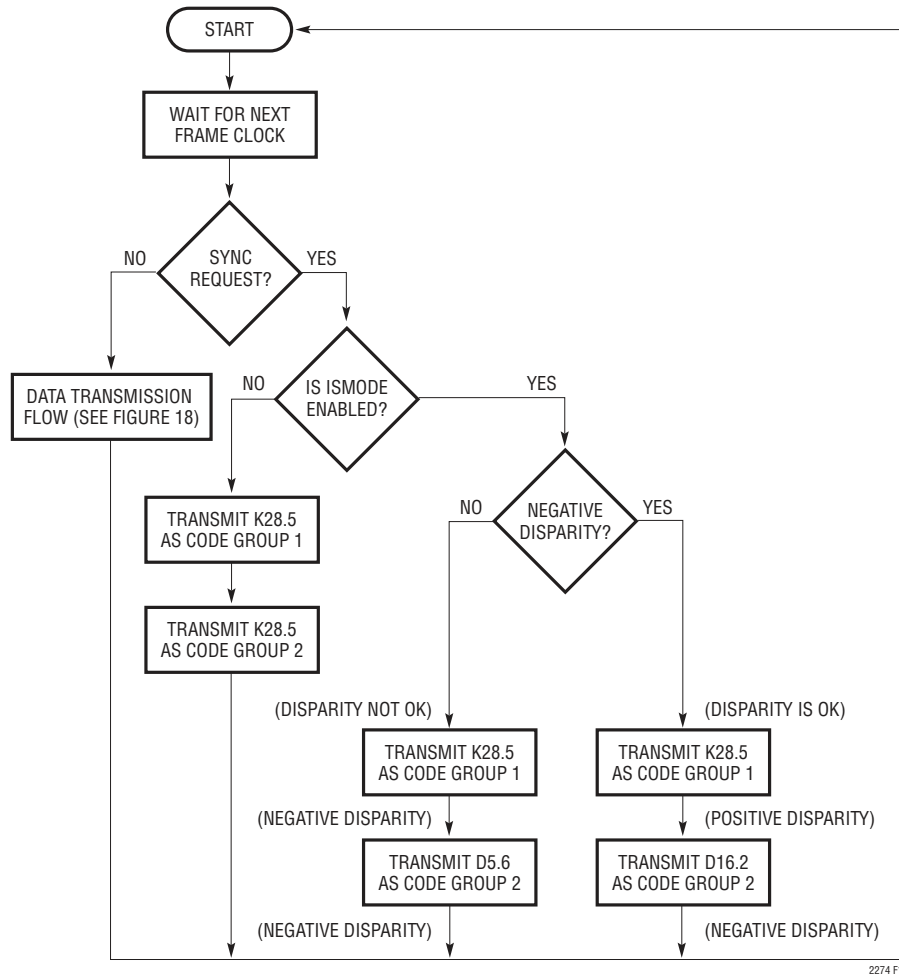 START
WAIT FOR NEXT
FRAME CLOCK
SYNC
REQUEST?
NO
YES
DATA TRANSMISSION
FLOW (SEE FIGURE 18)
IS ISMODE
ENABLED?
NO
YES
TRANSMIT K28.5
AS CODE GROUP 1
TRANSMIT K28.5
AS CODE GROUP 2
NEGATIVE
DISPARITY?
NO
YES
(DISPARITY NOT OK)
TRANSMIT K28.5
AS CODE GROUP 1
(NEGATIVE DISPARITY)
TRANSMIT D5.6
AS CODE GROUP 2
(NEGATIVE DISPARITY)
(DISPARITY IS OK)
TRANSMIT K28.5
AS CODE GROUP 1
(POSITIVE DISPARITY)
TRANSMIT D16.2
AS CODE GROUP 2
(NEGATIVE DISPARITY)
2274 F